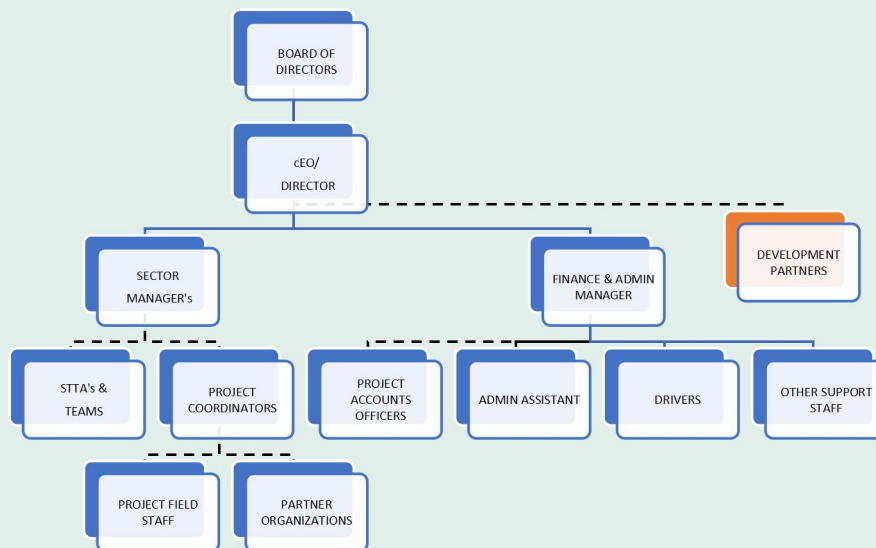 BOARD OF
DIRECTORS
cEO/
DIRECTOR
SECTOR
MANAGER's
FINANCE & ADMIN
MANAGER
DEVELOPMENT
PARTNERS
STTA's &
TEAMS
PROJECT
COORDINATORS
PROJECT
ACCOUNTS
OFFICERS
ADMIN ASSISTANT
DRIVERS
OTHER SUPPORT
STAFF
PROJECT FIELD
STAFF
PARTNER
ORGANIZATIONS